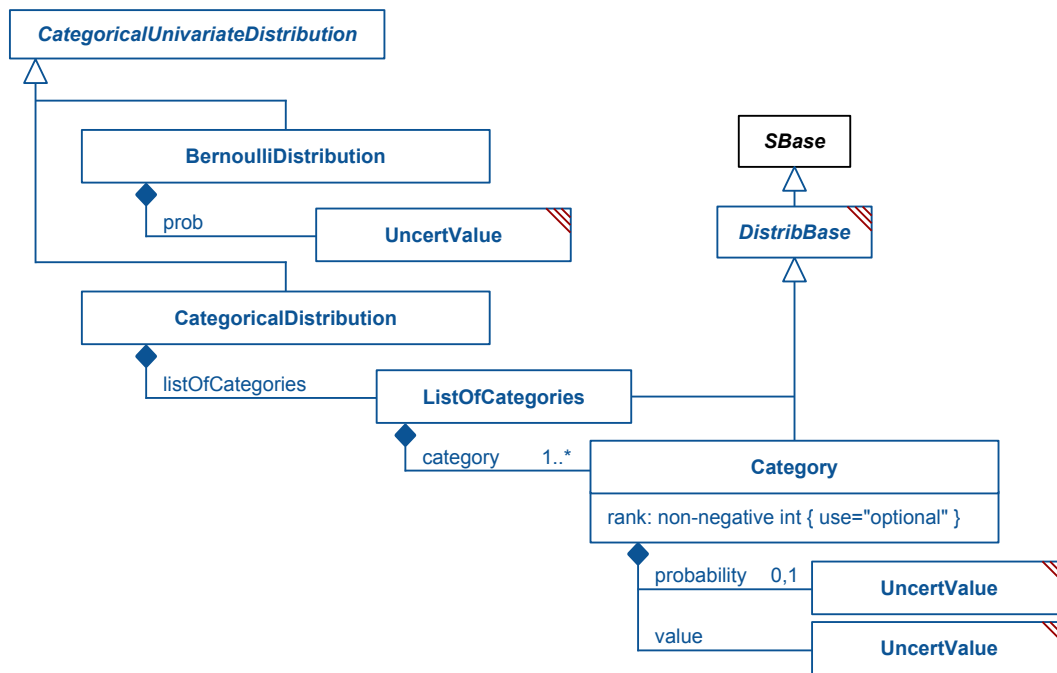 CategoricalUnivariateDistribution
SBase
BernoulliDistribution
prob
UncertValue
DistribBase
CategoricalDistribution
listOfCategories
ListOfCategories
category 1..*
Category
rank: non-negative int { use="optional" }
probability 0,1
UncertValue
value
UncertValue